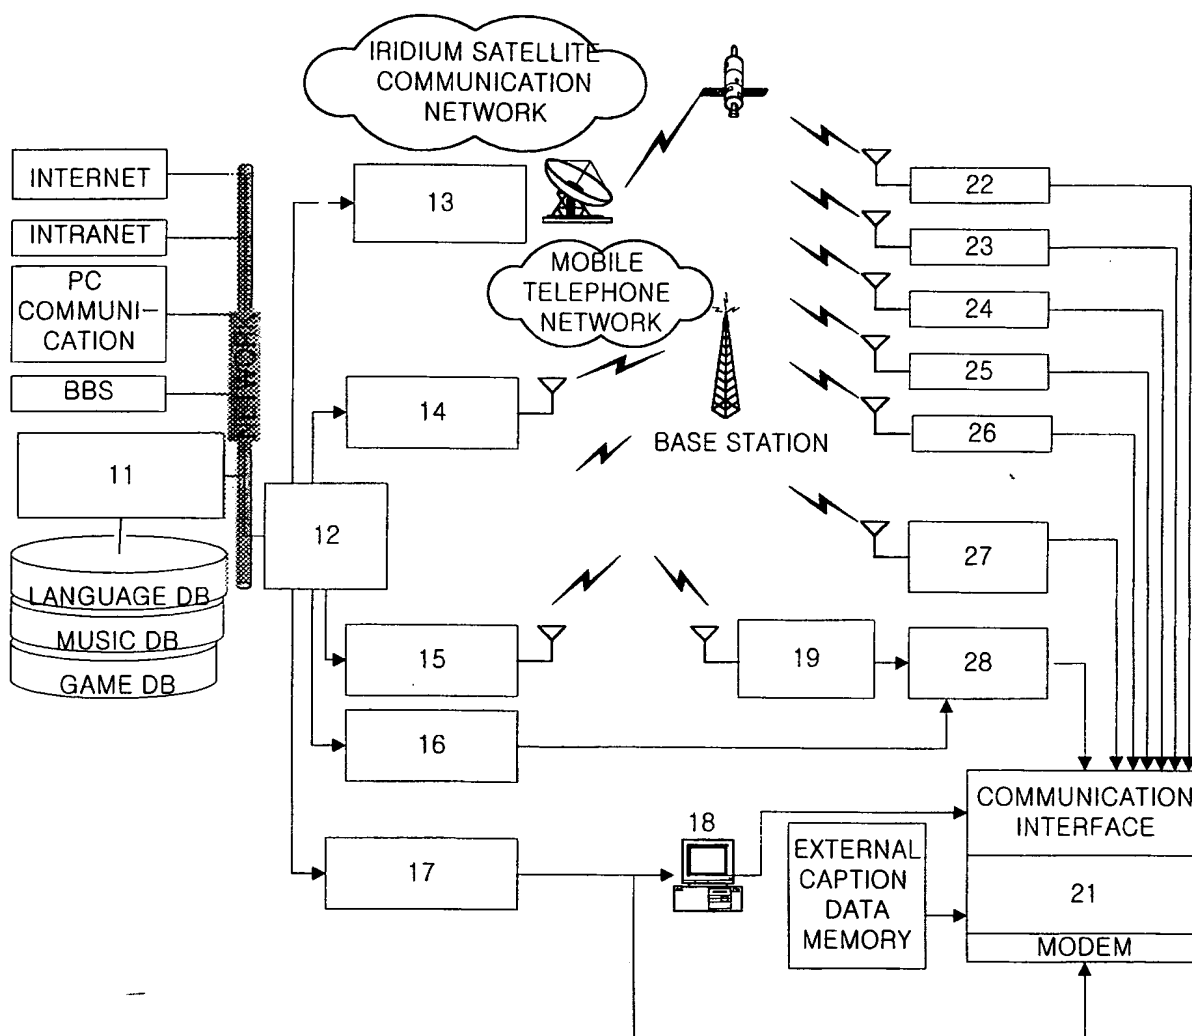 IRIDIUM SATELLITE
COMMUNICATION
NETWORK
INTERNET
13
22
INTRANET
23
MOBILE
TELEPHONE
NETWORK
PC
COMMUNI-
CATION
24
25
BBS
14
26
BASE STATION
11
12
27
LANGUAGE DB
MUSIC DB
GAME DB
15
19
28
16
COMMUNICATION
INTERFACE
18
17
EXTERNAL
CAPTION
DATA
MEMORY
21
MODEM